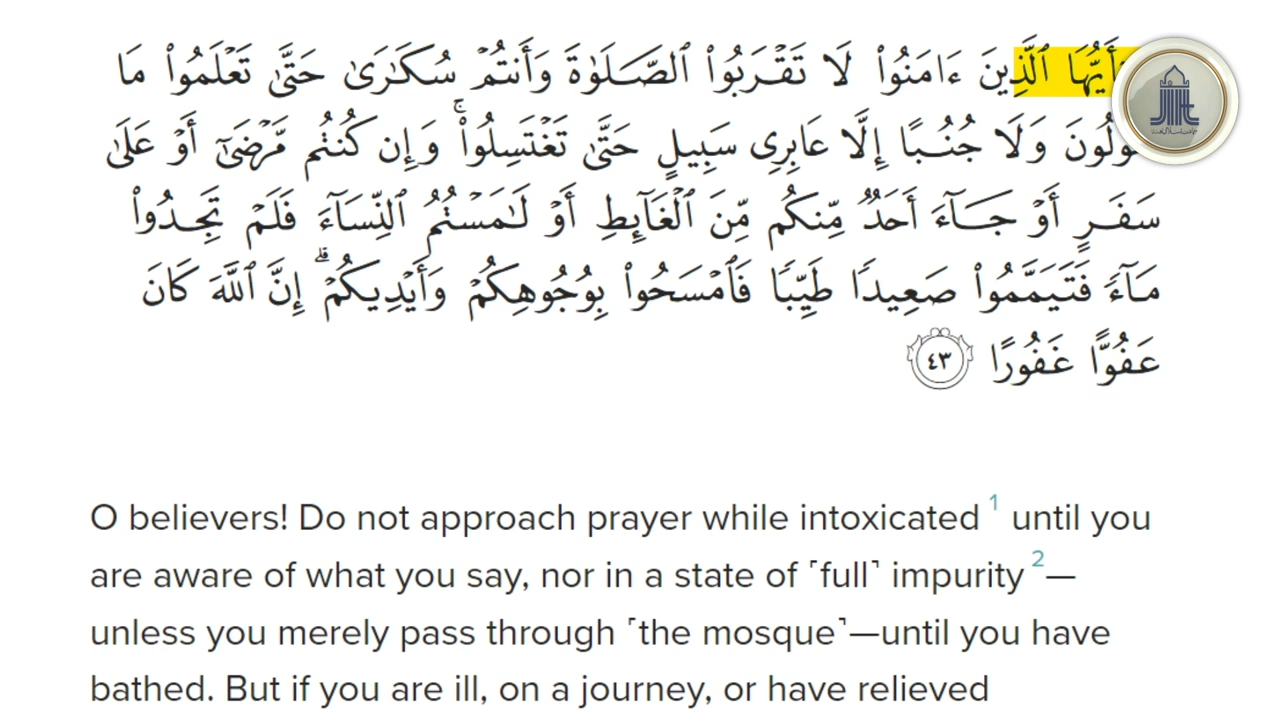 أَيُّهَا ٱلَّذِينَ ءَامَنُوا۟ لَا تَقْرَبُوا۟ ٱلصَّلَوٰةَ وَأَنتُمْ سُكَـٰرَىٰ حَتَّىٰ تَعْلَمُوا۟ مَا
وَلَا جُنُبًا إِلَّا عَابِرِى سَبِيلٍ حَتَّىٰ تَغْتَسِلُوا۟ ۚ وَإِن كُنتُم مَّرْضَىٰٓ أَوْ عَلَىٰ
سَفَرٍ أَوْ جَآءَ أَحَدٌ مِّنكُم مِّنَ ٱلْغَآئِطِ أَوْ لَـٰمَسْتُمُ ٱلنِّسَآءَ فَلَمْ تَجِدُوا۟
مَآءً فَتَيَمَّمُوا۟ صَعِيدًا طَيِّبًا فَٱمْسَحُوا۟ بِوُجُوهِكُمْ وَأَيْدِيكُمْ ۗ إِنَّ ٱللَّهَ كَانَ
عَفُوًّا غَفُورًا ٤٣
O believers! Do not approach prayer while intoxicated 1 until you
are aware of what you say, nor in a state of ˹full˺ impurity 2—
unless you merely pass through ˹the mosque˺—until you have
bathed. But if you are ill, on a journey, or have relieved